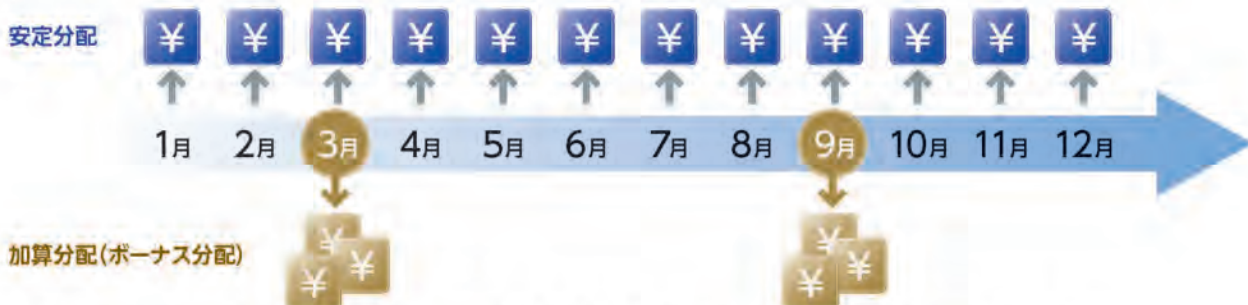 安定分配 ¥ ¥ ¥ ¥ ¥ ¥ ¥ ¥ ¥ ¥ ¥ ¥
1月 2月 3月 4月 5月 6月 7月 8月 9月 10月 11月 12月
加算分配(ボーナス分配) ¥ ¥ ¥ ¥ ¥ ¥